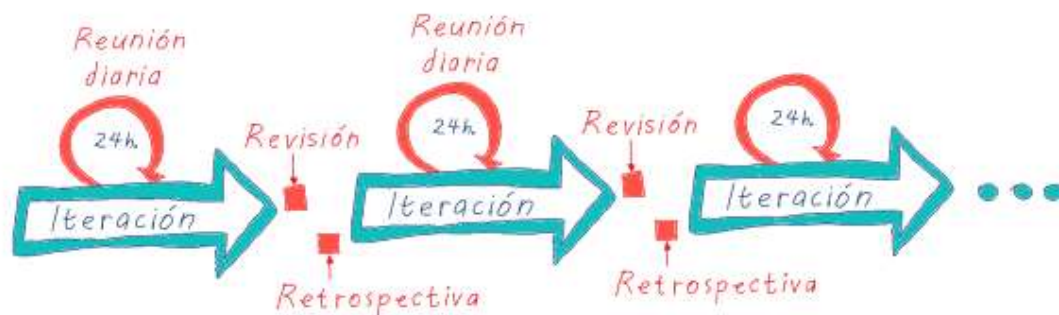 Reunión
diaria
24h.
Iteración
Revisión
Retrospectiva
Reunión
diaria
24h.
Iteración
Revisión
Retrospectiva
24h.
Iteración